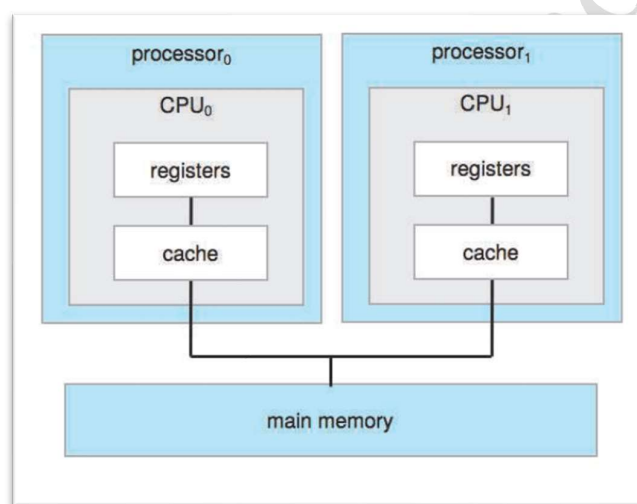 processor₀
CPU₀
registers
cache
processor₁
CPU₁
registers
cache
main memory